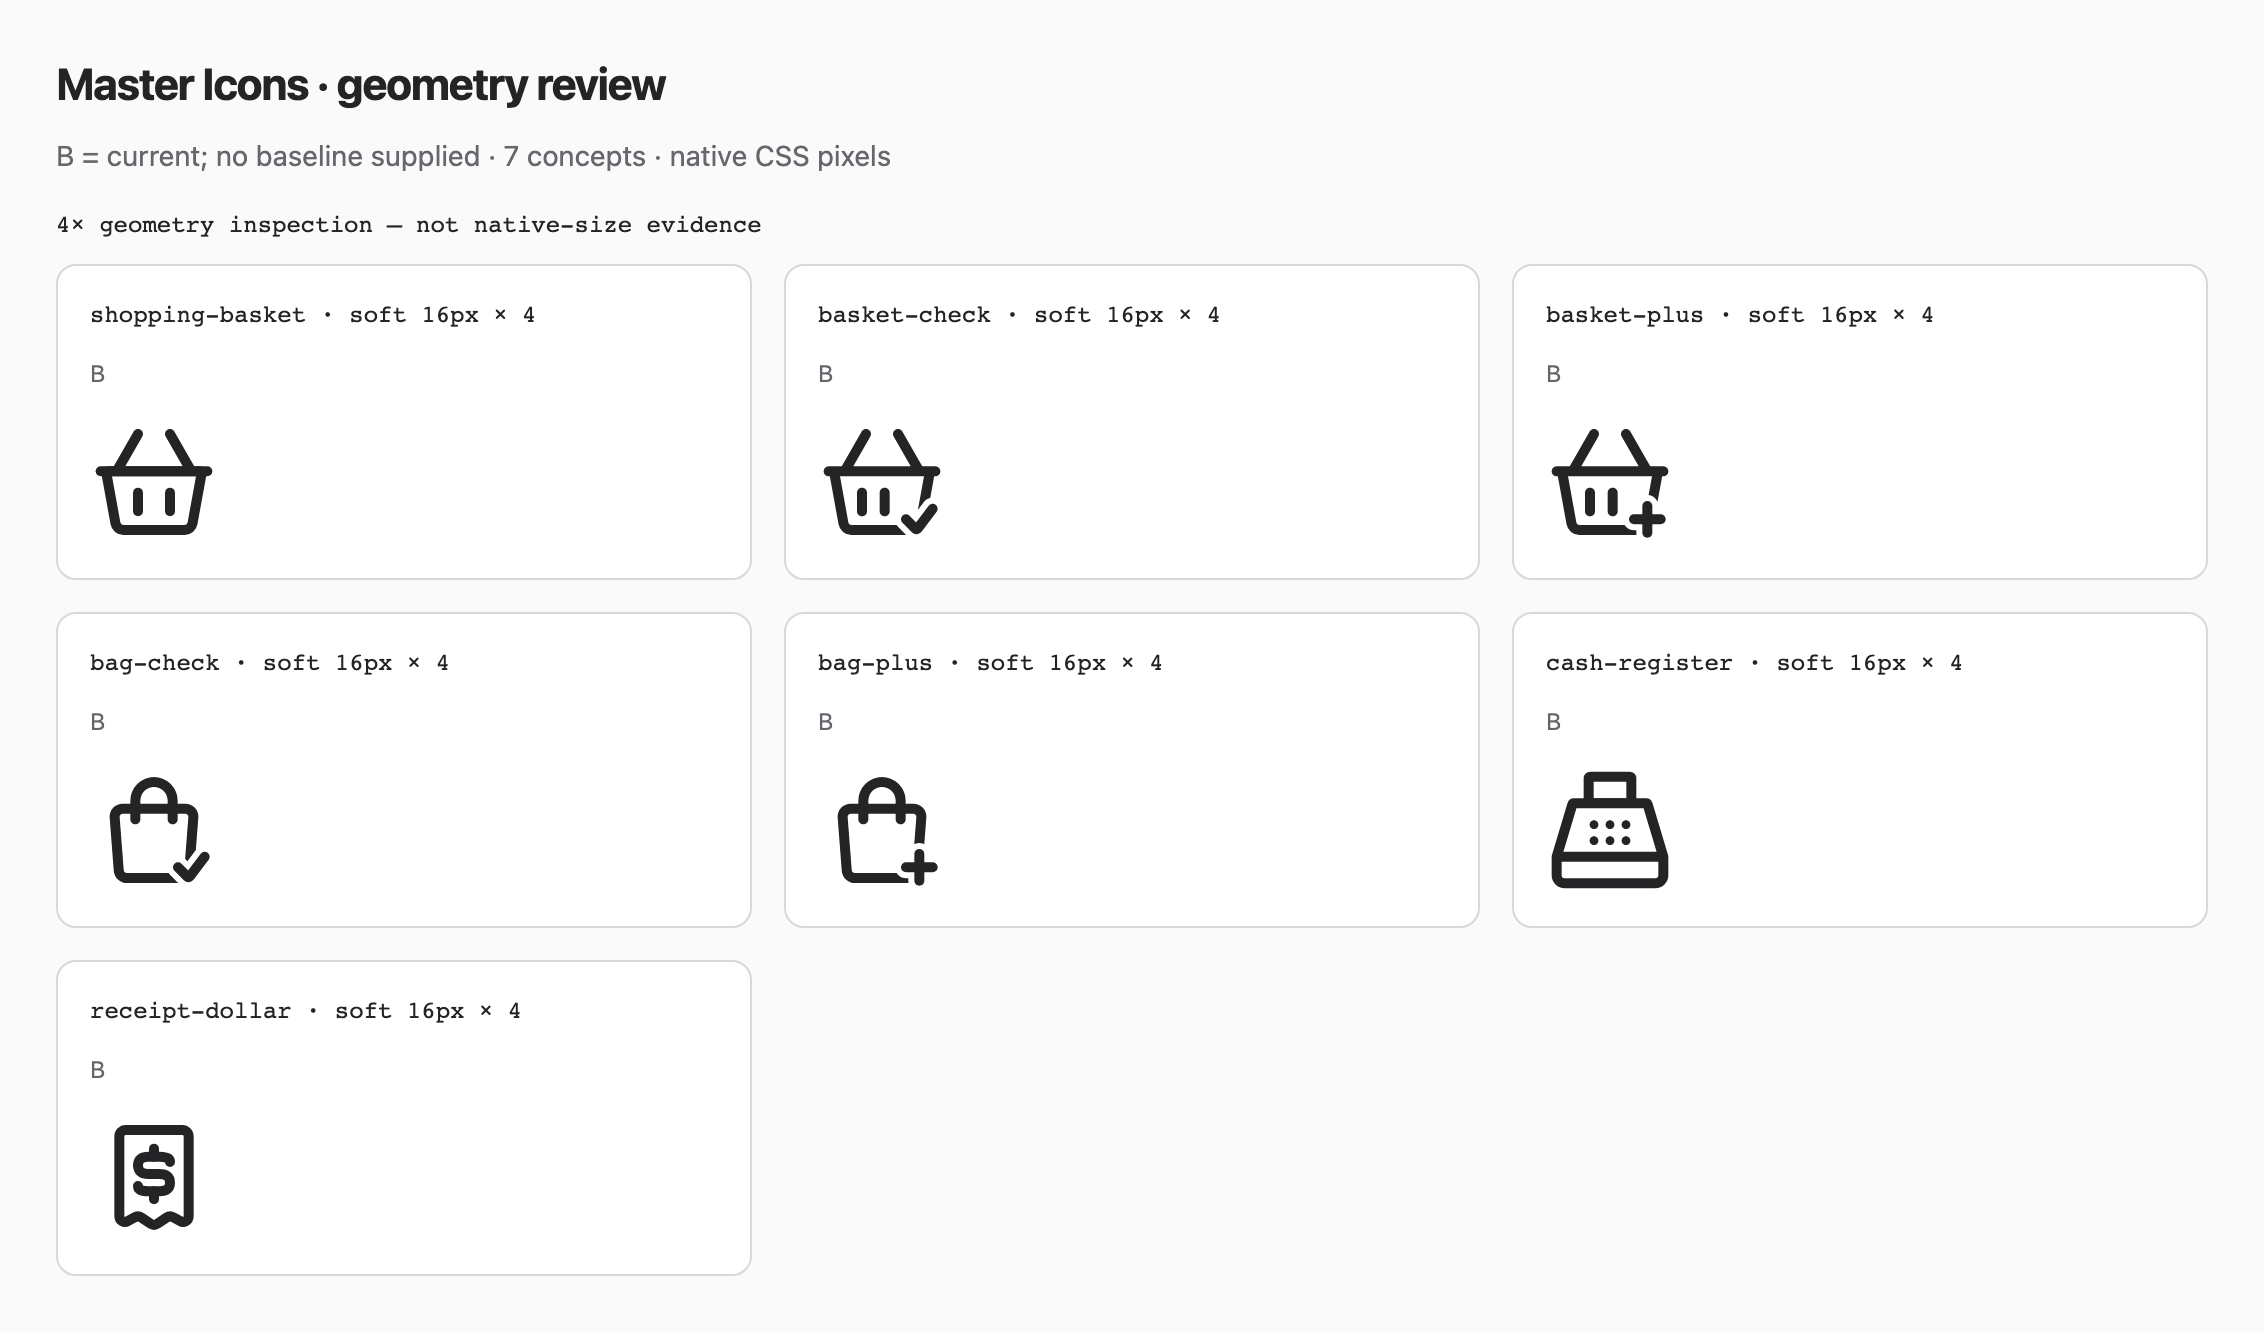 Master Icons · geometry review
B = current; no baseline supplied · 7 concepts · native CSS pixels
4× geometry inspection — not native-size evidence
shopping-basket · soft 16px × 4
B
basket-check · soft 16px × 4
B
basket-plus · soft 16px × 4
B
bag-check · soft 16px × 4
B
bag-plus · soft 16px × 4
B
cash-register · soft 16px × 4
B
receipt-dollar · soft 16px × 4
B
$